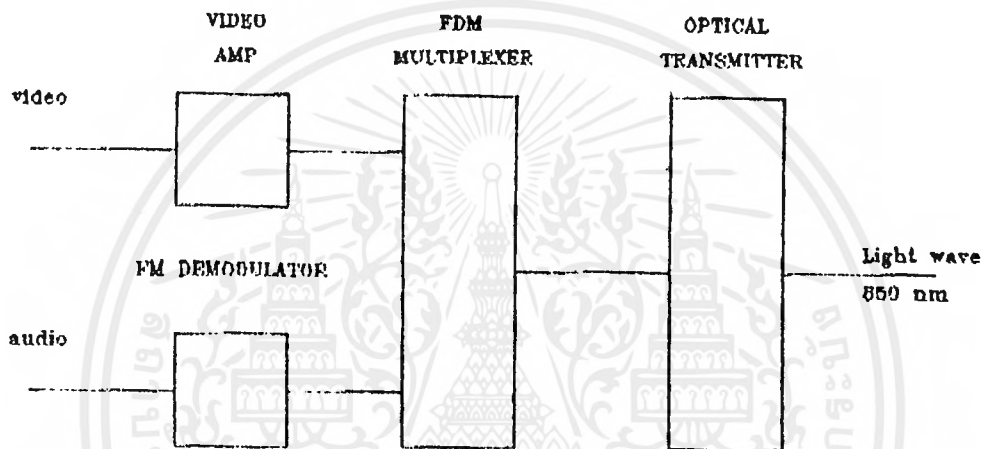 VIDEO
AMP
FDM
MULTIPLEXER
OPTICAL
TRANSMITTER
video
FM DEMODULATOR
audio
Light wave
850 nm